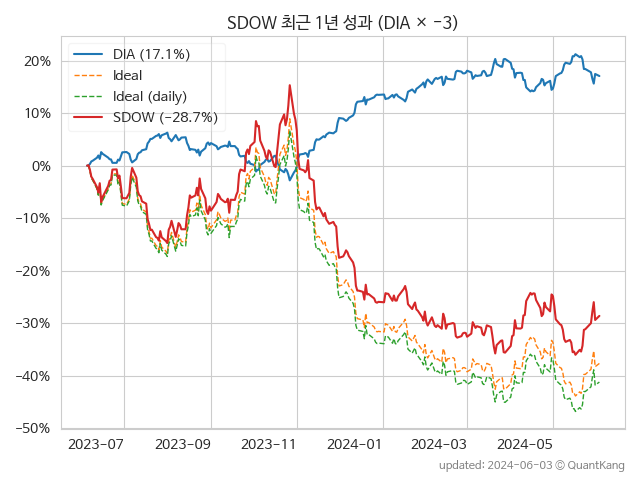 SDOW 최근 1년 성과 (DIA × −3)
DIA (17.1%)
Ideal
Ideal (daily)
SDOW (−28.7%)
20%
10%
0%
−10%
−20%
−30%
−40%
−50%
2023-07 2023-09 2023-11 2024-01 2024-03 2024-05
updated: 2024-06-03 © QuantKang